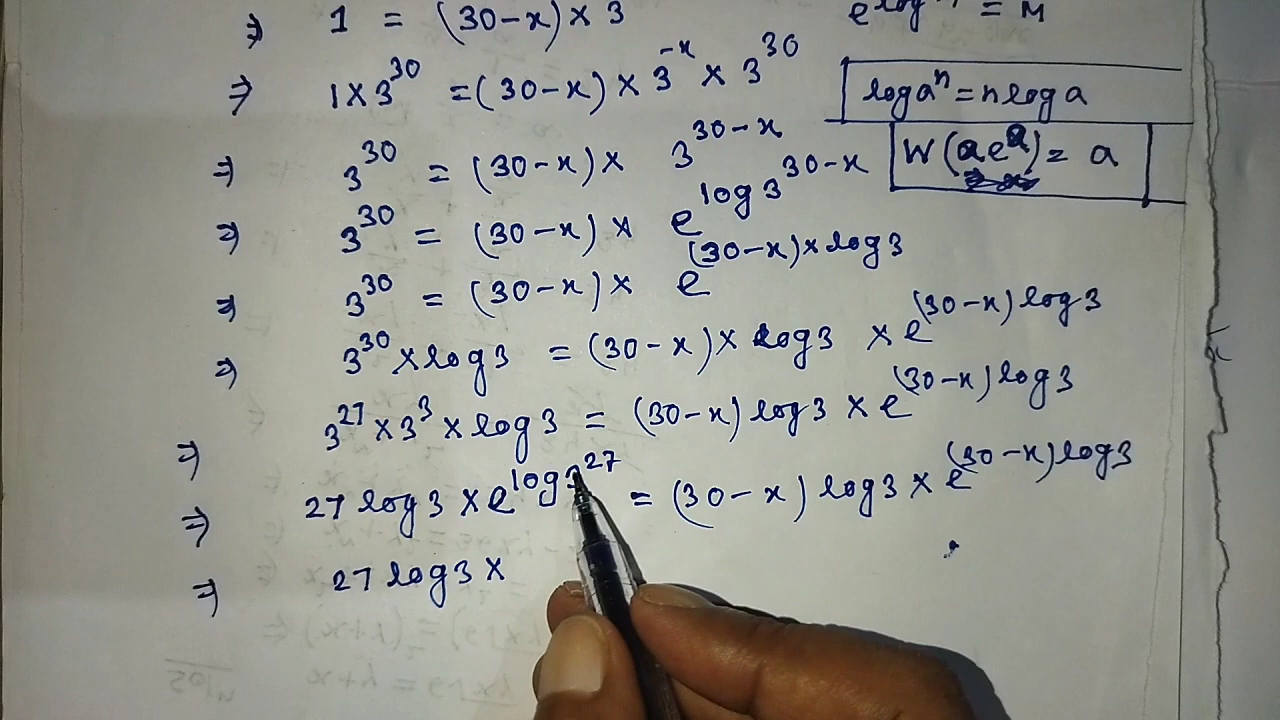 ⇒ 1 = (30-x) × 3
e^log M = M
⇒ 1 × 3^30 = (30-x) × 3^-x × 3^30
log a^n = n log a
⇒ 3^30 = (30-x) × 3^30-x
W(ae^a) = a
⇒ 3^30 = (30-x) × e^log 3^30-x
⇒ 3^30 = (30-x) × e^(30-x) × log 3
⇒ 3^30 × log 3 = (30-x) × log 3 × e^(30-x) log 3
⇒ 3^27 × 3^3 × log 3 = (30-x) log 3 × e^(30-x) log 3
⇒ 27 log 3 × e^log 3^27 = (30-x) log 3 × e^(30-x) log 3
⇒ 27 log 3 ×